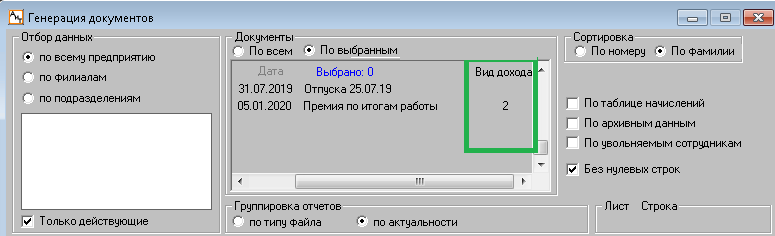 Генерация документов
Отбор данных
по всему предприятию
по филиалам
по подразделениям
Только действующие
Документы
По всем
По выбранным
Дата Выбрано: 0 Вид дохода
31.07.2019 Отпуска 25.07.19
05.01.2020 Премия по итогам работы 2
Группировка отчетов
по типу файла
по актуальности
Сортировка
По номеру
По фамилии
По таблице начислений
По архивным данным
По увольняемым сотрудникам
Без нулевых строк
Лист Строка